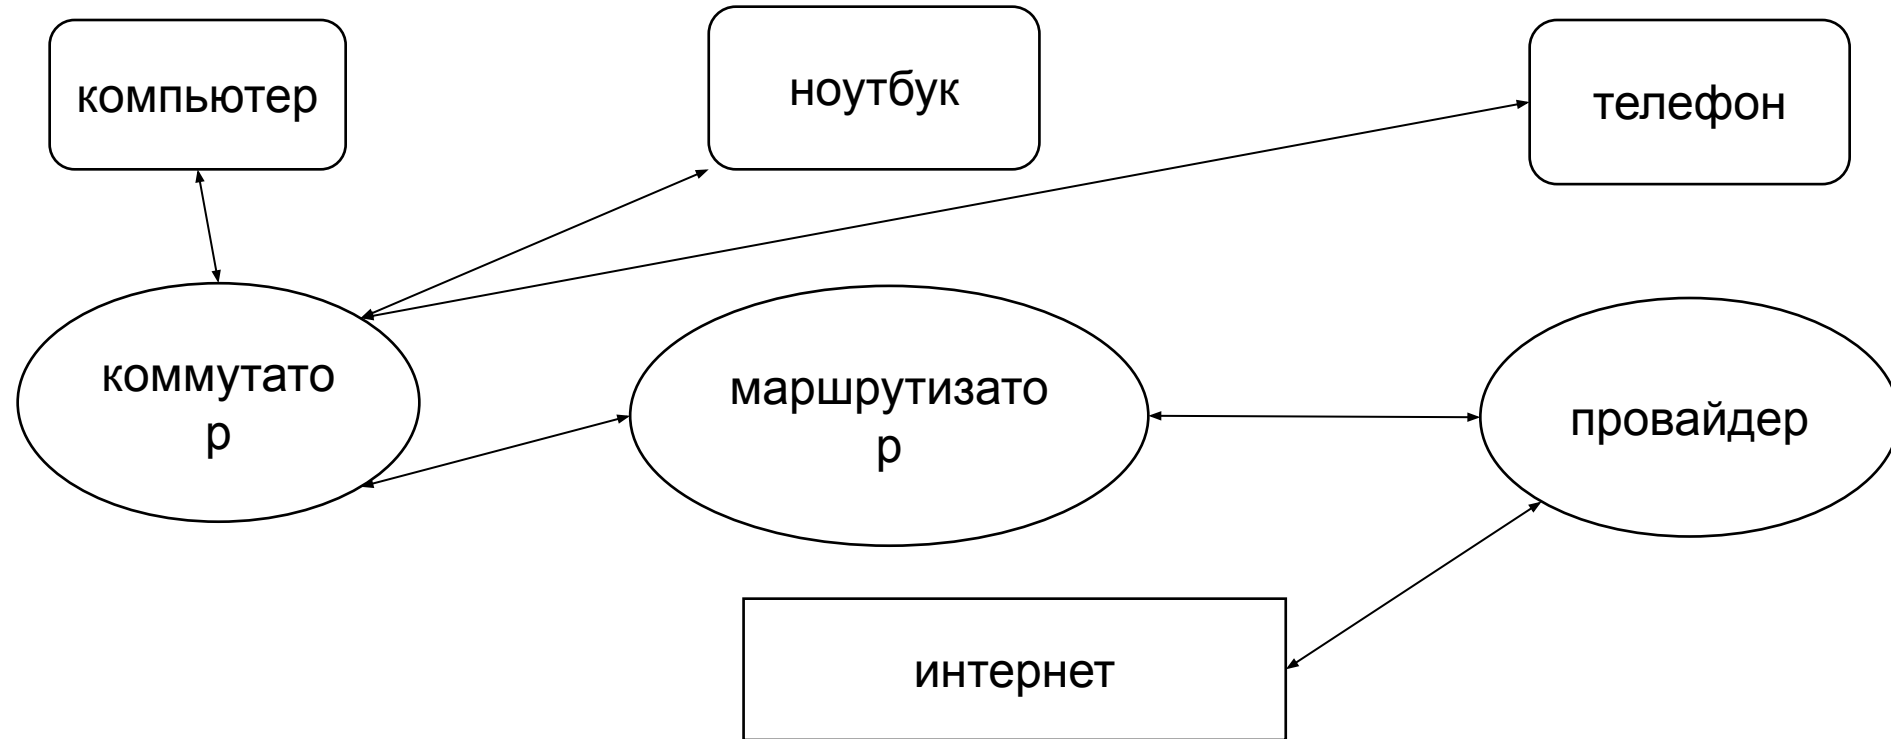 компьютер
ноутбук
телефон
коммутато
р
маршрутизато
р
провайдер
интернет